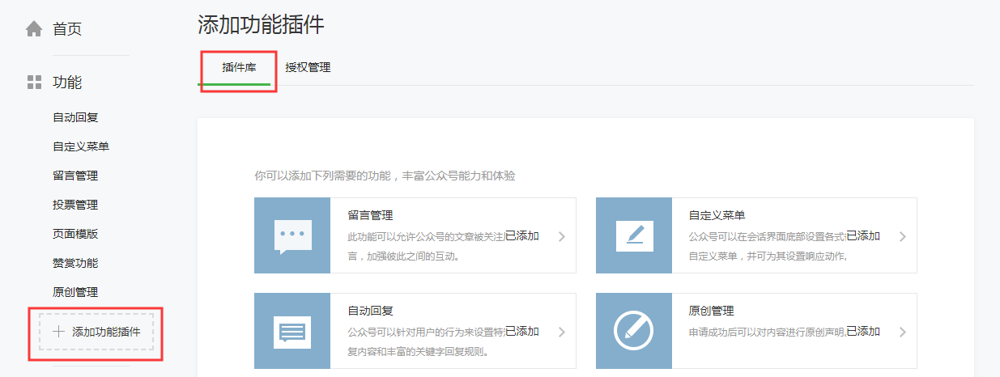 首页
功能
自动回复
自定义菜单
留言管理
投票管理
页面模版
赞赏功能
原创管理
添加功能插件
添加功能插件
插件库 授权管理
你可以添加下列需要的功能，丰富公众号能力和体验
留言管理
此功能可以允许公众号的文章被关注 已添加
言，加强彼此之间的互动。
自定义菜单
公众号可以在会话界面底部设置各式 已添加
自定义菜单，并可为其设置响应动作。
自动回复
公众号可以针对用户的行为来设置特 已添加
复内容和丰富的关键字回复规则。
原创管理
申请成功后可以对内容进行原创声明。 已添加